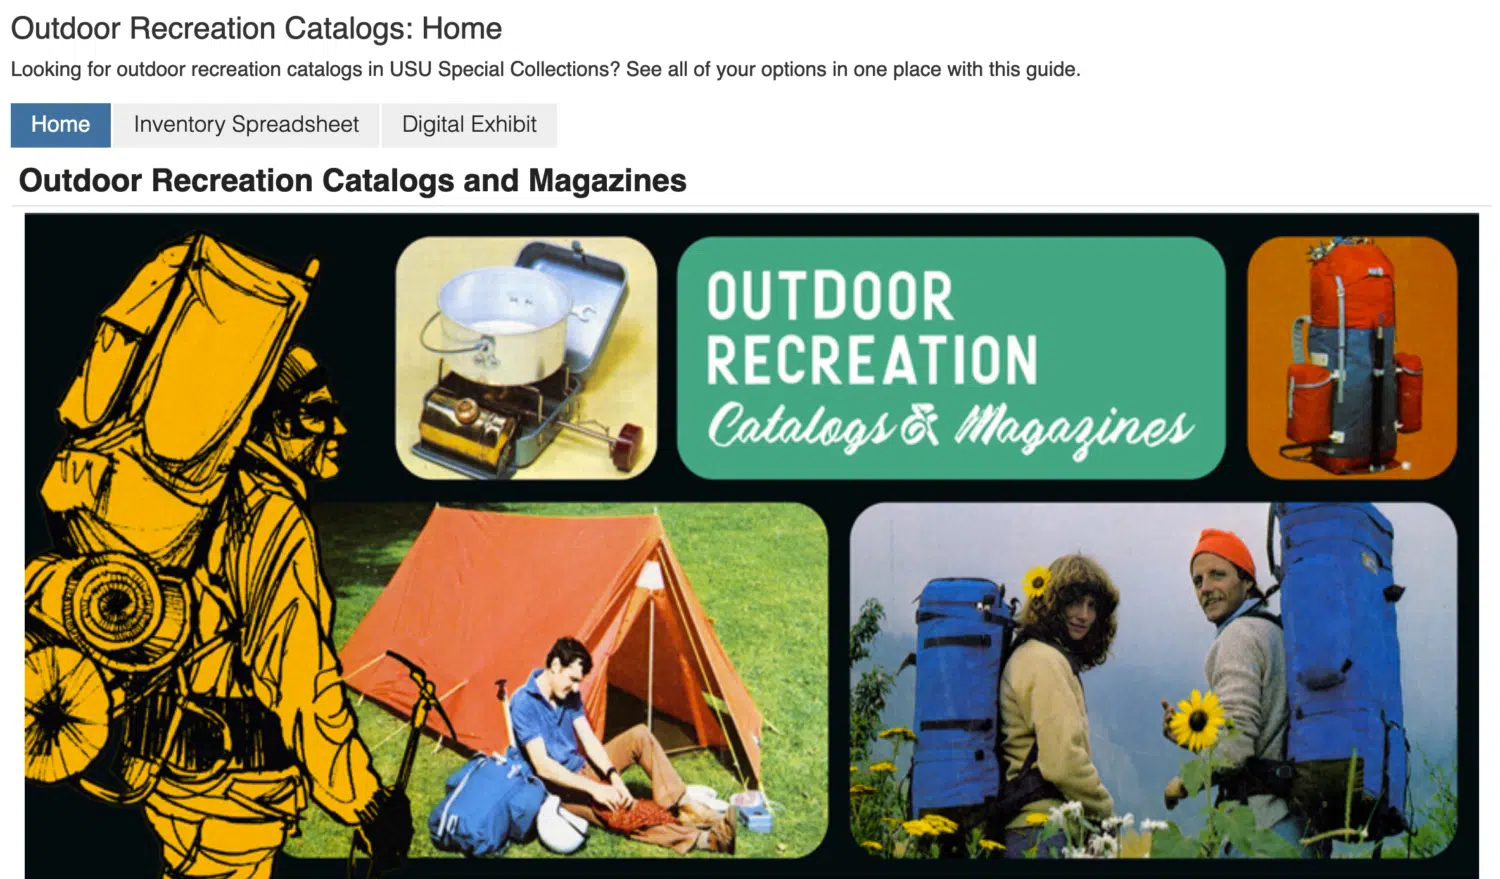 Outdoor Recreation Catalogs: Home
Looking for outdoor recreation catalogs in USU Special Collections? See all of your options in one place with this guide.
Home Inventory Spreadsheet Digital Exhibit
Outdoor Recreation Catalogs and Magazines
OUTDOOR
RECREATION
Catalogs & Magazines